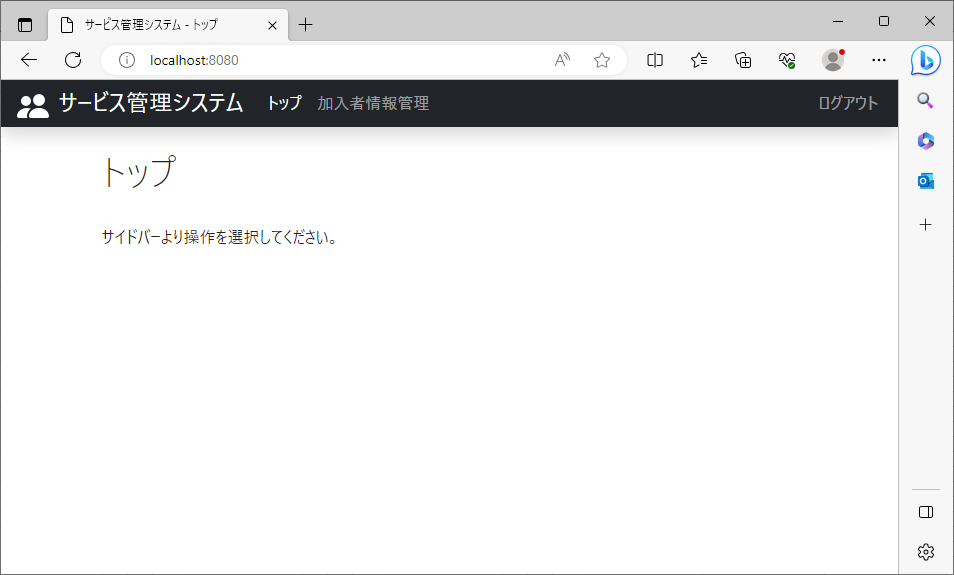 サービス管理システム - トップ
localhost:8080
サービス管理システム トップ 加入者情報管理 ログアウト
トップ
サイドバーより操作を選択してください。